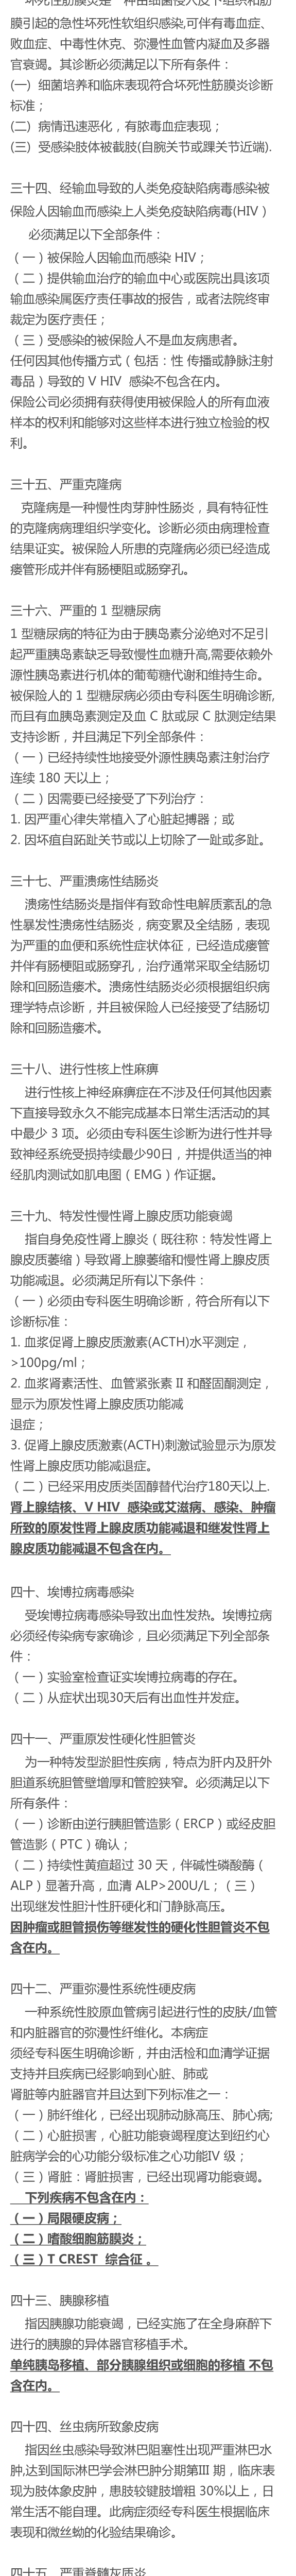 坏死性筋膜炎是一种由细菌侵入皮下组织和筋
膜引起的急性坏死性软组织感染,可伴有毒血症、
败血症、中毒性休克、弥漫性血管内凝血及多器
官衰竭。其诊断必须满足以下所有条件：
(一）细菌培养和临床表现符合坏死性筋膜炎诊断
标准；
(二）病情迅速恶化，有脓毒血症表现；
(三）受感染肢体被截肢(自腕关节或踝关节近端).
三十四、经输血导致的人类免疫缺陷病毒感染被
保险人因输血而感染上人类免疫缺陷病毒(HIV）
必须满足以下全部条件：
（一）被保险人因输血而感染 HIV；
（二）提供输血治疗的输血中心或医院出具该项
输血感染属医疗责任事故的报告，或者法院终审
裁定为医疗责任；
（三）受感染的被保险人不是血友病患者。
任何因其他传播方式（包括：性 传播或静脉注射
毒品）导致的 V HIV 感染不包含在内。
保险公司必须拥有获得使用被保险人的所有血液
样本的权利和能够对这些样本进行独立检验的权
利。
三十五、严重克隆病
克隆病是一种慢性肉芽肿性肠炎，具有特征性
的克隆病病理组织学变化。诊断必须由病理检查
结果证实。被保险人所患的克隆病必须已经造成
瘘管形成并伴有肠梗阻或肠穿孔。
三十六、严重的 1 型糖尿病
1 型糖尿病的特征为由于胰岛素分泌绝对不足引
起严重胰岛素缺乏导致慢性血糖升高,需要依赖外
源性胰岛素进行机体的葡萄糖代谢和维持生命。
被保险人的 1 型糖尿病必须由专科医生明确诊断,
而且有血胰岛素测定及血 C 肽或尿 C 肽测定结果
支持诊断，并且满足下列全部条件：
（一）已经持续性地接受外源性胰岛素注射治疗
连续 180 天以上；
（二）因需要已经接受了下列治疗：
1. 因严重心律失常植入了心脏起搏器；或
2. 因坏疽自跖趾关节或以上切除了一趾或多趾。
三十七、严重溃疡性结肠炎
溃疡性结肠炎是指伴有致命性电解质紊乱的急
性暴发性溃疡性结肠炎，病变累及全结肠，表现
为严重的血便和系统性症状体征，已经造成瘘管
并伴有肠梗阻或肠穿孔，治疗通常采取全结肠切
除和回肠造瘘术。溃疡性结肠炎必须根据组织病
理学特点诊断，并且被保险人已经接受了结肠切
除和回肠造瘘术。
三十八、进行性核上性麻痹
进行性核上神经麻痹症在不涉及任何其他因素
下直接导致永久不能完成基本日常生活活动的其
中最少 3 项。必须由专科医生诊断为进行性并导
致神经系统受损持续最少90日，并提供适当的神
经肌肉测试如肌电图（EMG）作证据。
三十九、特发性慢性肾上腺皮质功能衰竭
指自身免疫性肾上腺炎（既往称：特发性肾上
腺皮质萎缩）导致肾上腺萎缩和慢性肾上腺皮质
功能减退。必须满足所有以下条件：
（一）必须由专科医生明确诊断，符合所有以下
诊断标准：
1. 血浆促肾上腺皮质激素(ACTH)水平测定，
>100pg/ml；
2. 血浆肾素活性、血管紧张素 II 和醛固酮测定，
显示为原发性肾上腺皮质功能减
退症；
3. 促肾上腺皮质激素(ACTH)刺激试验显示为原发
性肾上腺皮质功能减退症。
（二）已经采用皮质类固醇替代治疗180天以上.
肾上腺结核、V HIV 感染或艾滋病、感染、肿瘤
所致的原发性肾上腺皮质功能减退和继发性肾上
腺皮质功能减退不包含在内。
四十、埃博拉病毒感染
受埃博拉病毒感染导致出血性发热。埃博拉病
必须经传染病专家确诊，且必须满足下列全部条
件：
（一）实验室检查证实埃博拉病毒的存在。
（二）从症状出现30天后有出血性并发症。
四十一、严重原发性硬化性胆管炎
为一种特发型淤胆性疾病，特点为肝内及肝外
胆道系统胆管壁增厚和管腔狭窄。必须满足以下
所有条件：
（一）诊断由逆行胰胆管造影（ERCP）或经皮胆
管造影（PTC）确认；
（二）持续性黄疸超过 30 天，伴碱性磷酸酶（
ALP）显著升高，血清 ALP>200U/L；（三）
出现继发性胆汁性肝硬化和门静脉高压。
因肿瘤或胆管损伤等继发性的硬化性胆管炎不包
含在内。
四十二、严重弥漫性系统性硬皮病
一种系统性胶原血管病引起进行性的皮肤/血管
和内脏器官的弥漫性纤维化。本病症
须经专科医生明确诊断，并由活检和血清学证据
支持并且疾病已经影响到心脏、肺或
肾脏等内脏器官并且达到下列标准之一：
（一）肺纤维化，已经出现肺动脉高压、肺心病;
（二）心脏损害，心脏功能衰竭程度达到纽约心
脏病学会的心功能分级标准之心功能Ⅳ 级；
（三）肾脏：肾脏损害，已经出现肾功能衰竭。
下列疾病不包含在内：
（一）局限硬皮病；
（二）嗜酸细胞筋膜炎；
（三）T CREST 综合征 。
四十三、胰腺移植
指因胰腺功能衰竭，已经实施了在全身麻醉下
进行的胰腺的异体器官移植手术。
单纯胰岛移植、部分胰腺组织或细胞的移植 不包
含在内。
四十四、丝虫病所致象皮病
指因丝虫感染导致淋巴阻塞性出现严重淋巴水
肿,达到国际淋巴学会淋巴肿分期第Ⅲ 期，临床表
现为肢体象皮肿，患肢较健肢增粗 30%以上，日
常生活不能自理。此病症须经专科医生根据临床
表现和微丝蚴的化验结果确诊。
四十五、严重脊髓灰质炎